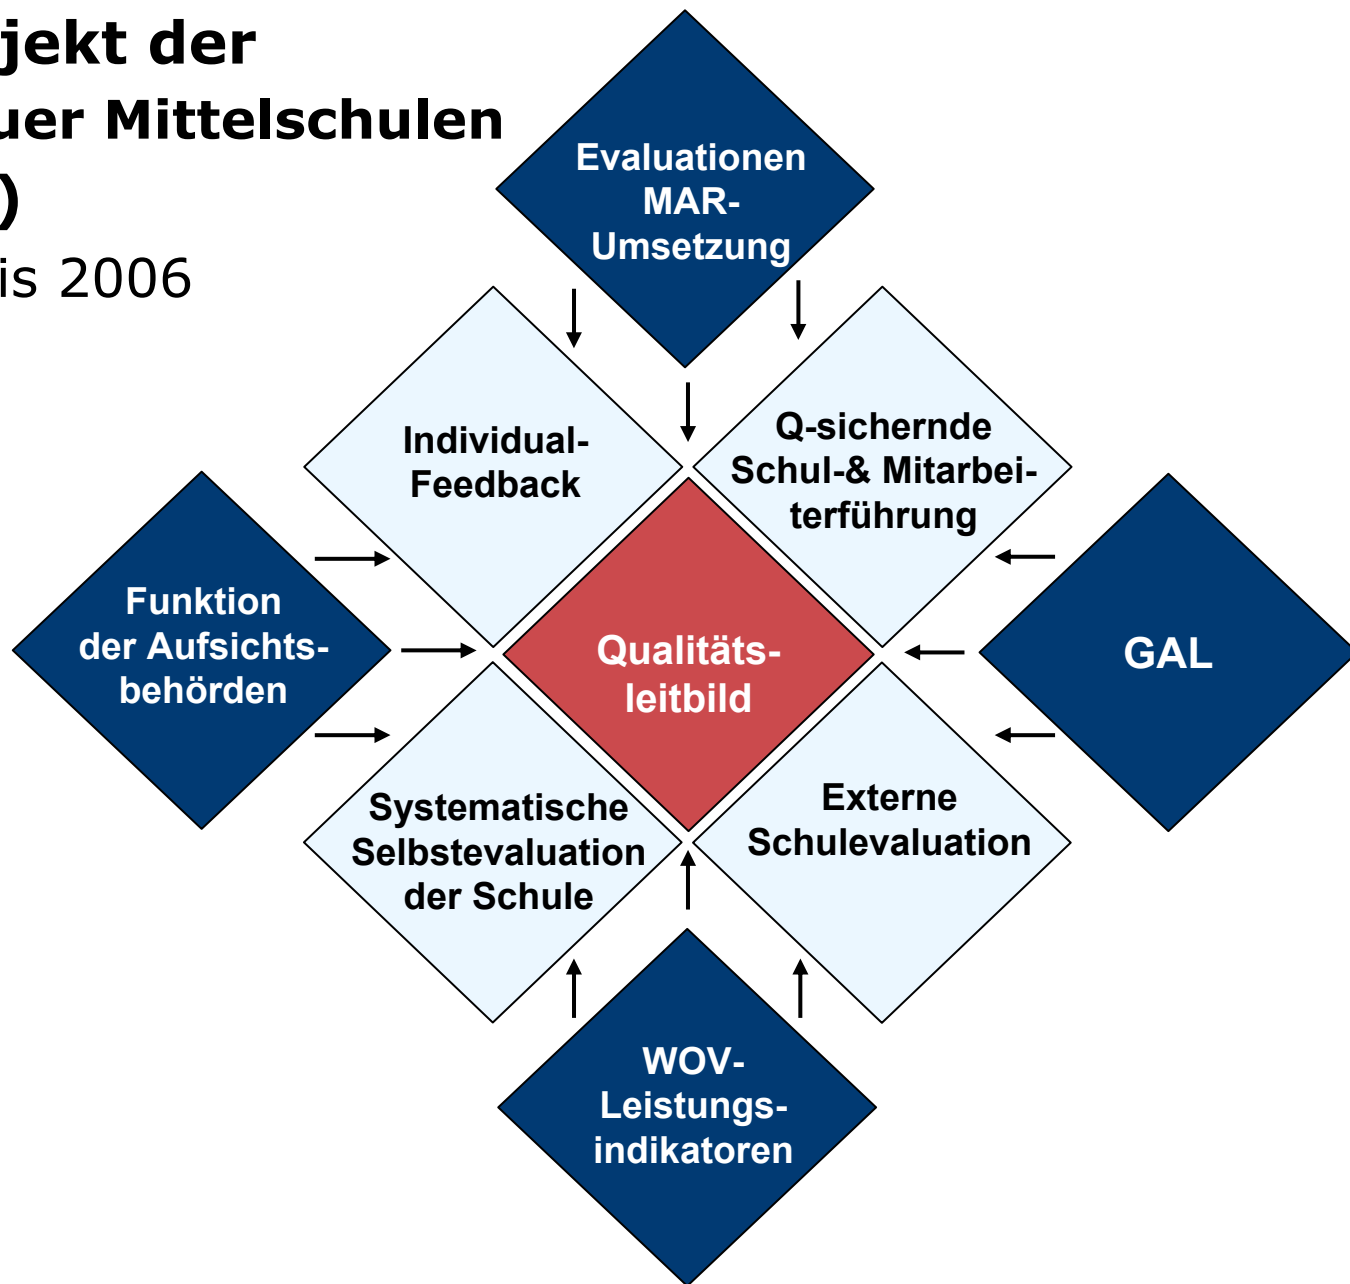 jekt der
uer Mittelschulen
)
is 2006
Evaluationen
MAR-
Umsetzung
Individual-
Feedback
Q-sichernde
Schul-& Mitarbei-
terführung
Funktion
der Aufsichts-
behörden
Qualitäts-
leitbild
GAL
Systematische
Selbstevaluation
der Schule
Externe
Schulevaluation
WOV-
Leistungs-
indikatoren